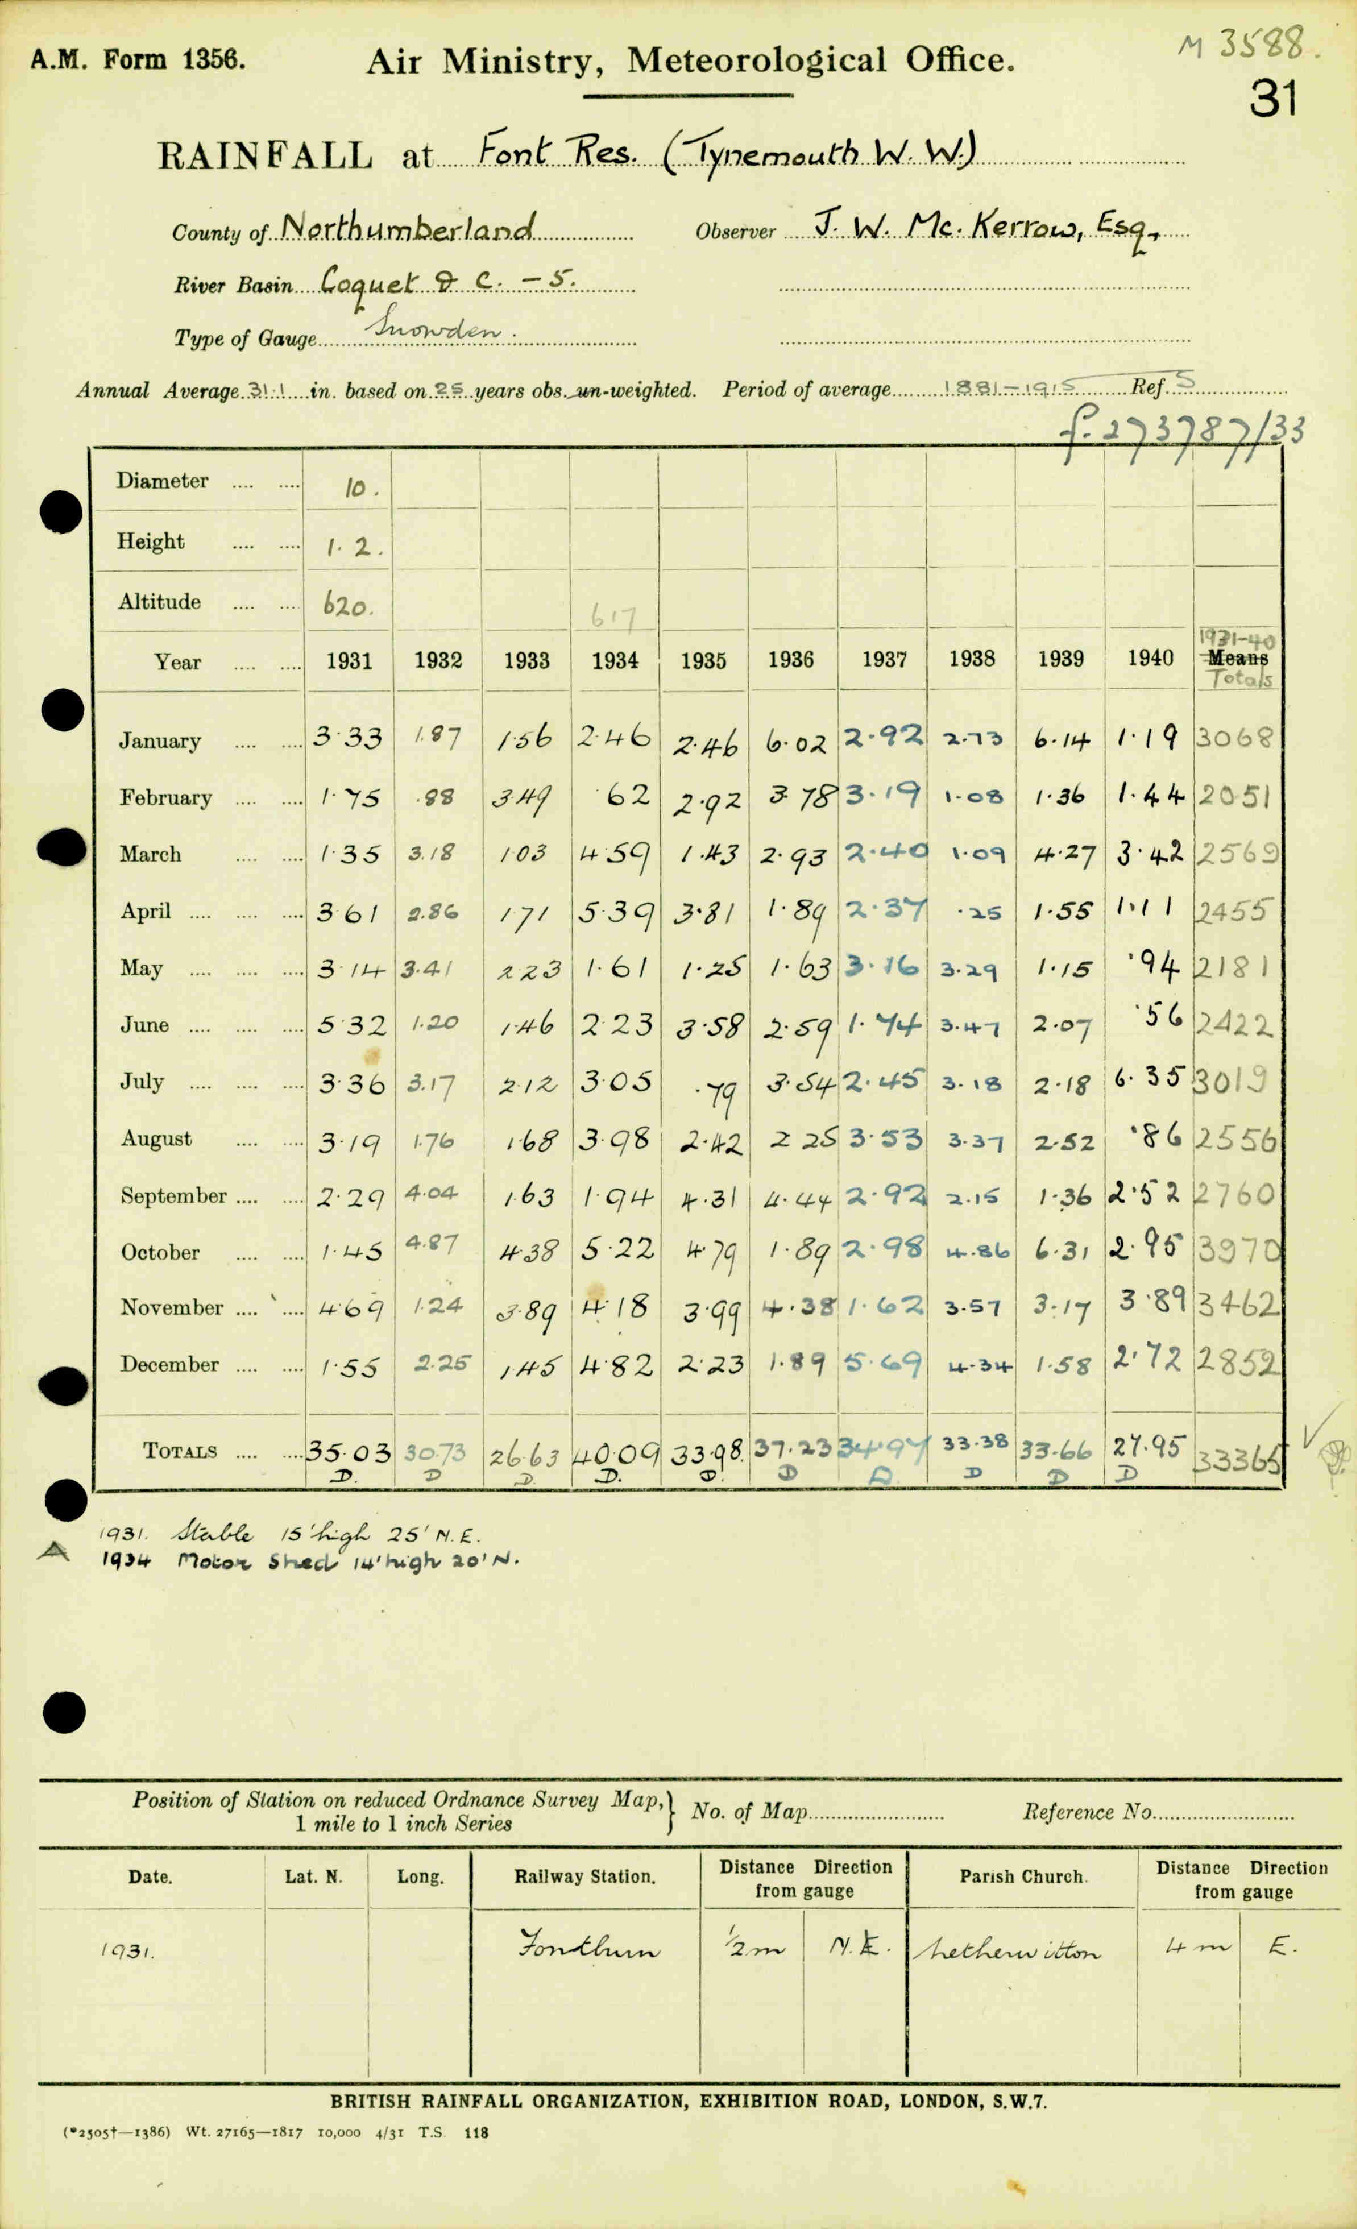 M 3588.
A.M. Form 1356. Air Ministry, Meteorological Office.
31
RAINFALL at Font Res. (Tynemouth W. W.)
County of Northumberland Observer J. W. Mc. Kerrow, Esq.,
River Basin Coquet & C. - 5.
Type of Gauge Snowden.
Annual Average 31.1 in. based on 25 years obs. un-weighted. Period of average 1881-1915 Ref. 5
f. 273787/33
Diameter .... .... 10.
Height .... .... 1.2.
Altitude .... .... 620. 617
1931-40
Year .... .... 1931 1932 1933 1934 1935 1936 1937 1938 1939 1940 Means
Totals
January .... .... 3.33 1.87 1.56 2.46 2.46 6.02 2.92 2.73 6.14 1.19 3068
February .... .... 1.75 .88 3.49 .62 2.92 3.78 3.19 1.08 1.36 1.44 2051
March .... .... 1.35 3.18 1.03 4.59 1.43 2.93 2.40 1.09 4.27 3.42 2569
April .... .... .... 3.61 2.86 1.71 5.39 3.81 1.89 2.37 .25 1.55 1.11 2455
May .... .... .... 3.14 3.41 2.23 1.61 1.25 1.63 3.16 3.29 1.15 .94 2181
June .... .... .... 5.32 1.20 1.46 2.23 3.58 2.59 1.74 3.47 2.07 .56 2422
July .... .... .... 3.36 3.17 2.12 3.05 .79 3.54 2.45 3.18 2.18 6.35 3019
August .... .... 3.19 1.76 1.68 3.98 2.42 2.25 3.53 3.37 2.52 .86 2556
September .... .... 2.29 4.04 1.63 1.94 4.31 4.44 2.92 2.15 1.36 2.52 2760
October .... .... 1.45 4.87 4.38 5.22 4.79 1.89 2.98 4.86 6.31 2.95 3970
November .... .... 4.69 1.24 3.89 4.18 3.99 4.38 1.62 3.57 3.17 3.89 3462
December .... .... 1.55 2.25 1.45 4.82 2.23 1.89 5.69 4.34 1.58 2.72 2852
TOTALS .... .... 35.03 30.73 26.63 40.09 33.98 37.23 34.97 33.38 33.66 27.95 33365
D. D D. D. D. D D D D D
1931. Stable 15' high 25' N.E.
A 1934 Motor Shed 14' high 20' N.
Position of Station on reduced Ordnance Survey Map, } No. of Map Reference No.
1 mile to 1 inch Series
Date. Lat. N. Long. Railway Station. Distance Direction from gauge Parish Church. Distance Direction from gauge
1931. Fontburn 1/2 m N.E. Netherwitton 4 m E.
BRITISH RAINFALL ORGANIZATION, EXHIBITION ROAD, LONDON, S.W.7.
(*2505†—1386) Wt. 27165—1817 10,000 4/31 T.S. 118